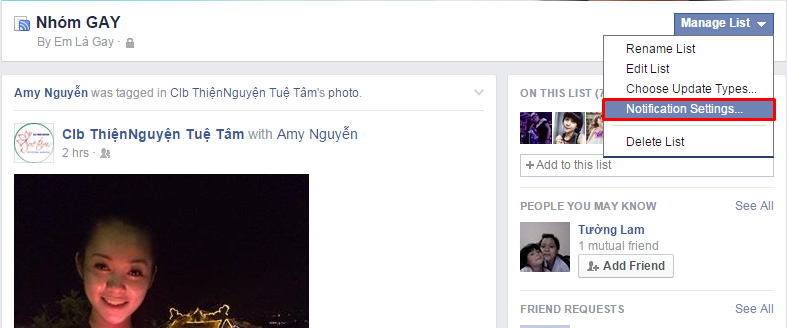 Nhóm GAY
By Em Là Gay ·
Manage List
Rename List
Edit List
Choose Update Types...
Notification Settings...
Delete List
Amy Nguyễn was tagged in Clb ThiệnNguyện Tuệ Tâm's photo.
Clb ThiệnNguyện Tuệ Tâm with Amy Nguyễn
2 hrs ·
ON THIS LIST (7
+ Add to this list
PEOPLE YOU MAY KNOW See All
Tường Lam
1 mutual friend
Add Friend
FRIEND REQUESTS See All